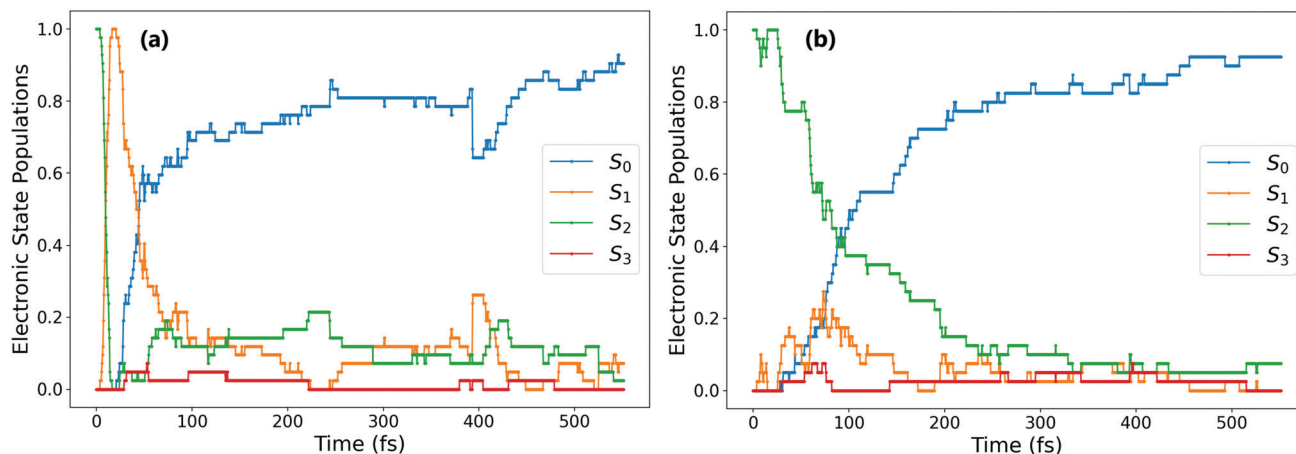 (a)
Electronic State Populations
1.0
0.8
0.6
0.4
0.2
0.0
S0
S1
S2
S3
0 100 200 300 400 500
Time (fs)
(b)
Electronic State Populations
1.0
0.8
0.6
0.4
0.2
0.0
S0
S1
S2
S3
0 100 200 300 400 500
Time (fs)